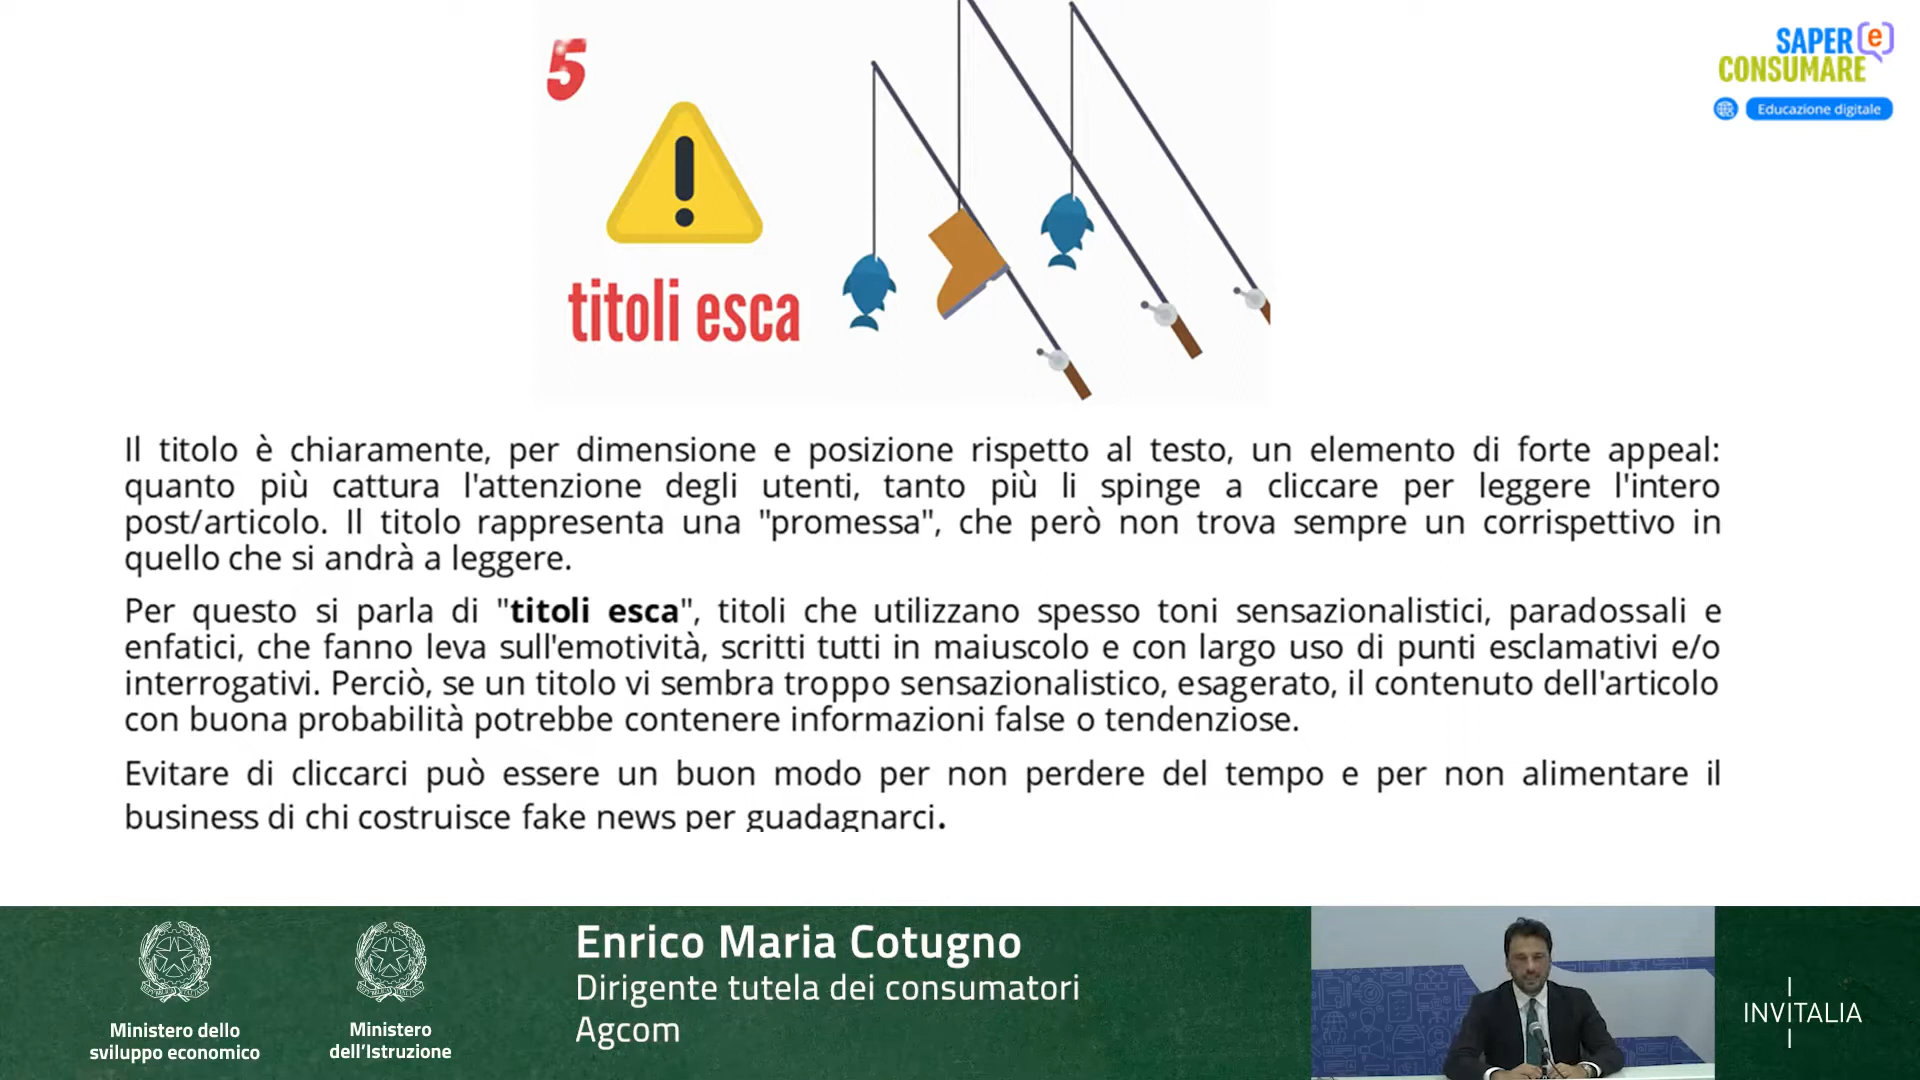 5
SAPER(e)
CONSUMARE
Educazione digitale
titoli esca
Il titolo è chiaramente, per dimensione e posizione rispetto al testo, un elemento di forte appeal:
quanto più cattura l'attenzione degli utenti, tanto più li spinge a cliccare per leggere l'intero
post/articolo. Il titolo rappresenta una "promessa", che però non trova sempre un corrispettivo in
quello che si andrà a leggere.
Per questo si parla di "titoli esca", titoli che utilizzano spesso toni sensazionalistici, paradossali e
enfatici, che fanno leva sull'emotività, scritti tutti in maiuscolo e con largo uso di punti esclamativi e/o
interrogativi. Perciò, se un titolo vi sembra troppo sensazionalistico, esagerato, il contenuto dell'articolo
con buona probabilità potrebbe contenere informazioni false o tendenziose.
Evitare di cliccarci può essere un buon modo per non perdere del tempo e per non alimentare il
business di chi costruisce fake news per guadagnarci.
Ministero dello
sviluppo economico
Ministero
dell'Istruzione
Enrico Maria Cotugno
Dirigente tutela dei consumatori
Agcom
INVITALIA